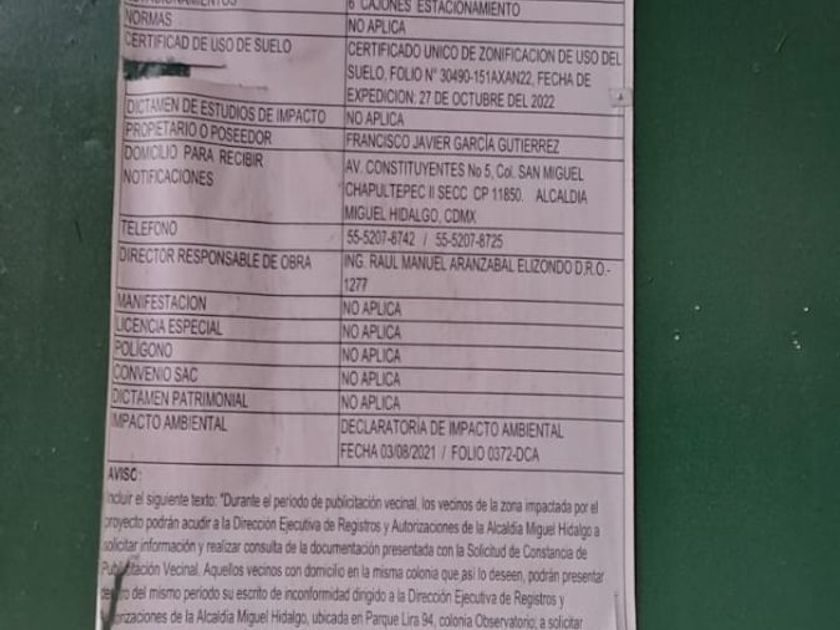 6 CAJONES ESTACIONAMIENTO
NORMAS NO APLICA
CERTIFICAD DE USO DE SUELO CERTIFICADO UNICO DE ZONIFICACION DE USO DEL
SUELO. FOLIO N° 30490-151AXAN22, FECHA DE
EXPEDICION: 27 DE OCTUBRE DEL 2022
DICTAMEN DE ESTUDIOS DE IMPACTO NO APLICA
PROPIETARIO O POSEEDOR FRANCISCO JAVIER GARCÍA GUTIERREZ
DOMICILIO PARA RECIBIR AV. CONSTITUYENTES No 5, Col. SAN MIGUEL
NOTIFICACIONES CHAPULTEPEC II SECC CP 11850. ALCALDIA
MIGUEL HIDALGO, CDMX
TELEFONO 55-5207-8742 / 55-5207-8725
DIRECTOR RESPONSABLE DE OBRA ING. RAUL MANUEL ARANZABAL ELIZONDO D.R.O.-
1277
MANIFESTACION NO APLICA
LICENCIA ESPECIAL NO APLICA
POLÍGONO NO APLICA
CONVENIO SAC NO APLICA
DICTAMEN PATRIMONIAL NO APLICA
IMPACTO AMBIENTAL DECLARATORIA DE IMPACTO AMBIENTAL
FECHA 03/08/2021 / FOLIO 0372-DCA
AVISO:
Incluir el siguiente texto: "Durante el periodo de publicitación vecinal, los vecinos de la zona impactada por el
proyecto podrán acudir a la Dirección Ejecutiva de Registros y Autorizaciones de la Alcaldía Miguel Hidalgo a
solicitar información y realizar consulta de la documentación presentada con la Solicitud de Constancia de
Vecinal. Aquellos vecinos con domicilio en la misma colonia que así lo deseen, podrán presentar
del mismo periodo su escrito de inconformidad dirigido a la Dirección Ejecutiva de Registros y
de la Alcaldía Miguel Hidalgo, ubicada en Parque Lira 94, colonia Observatorio, a solicitar